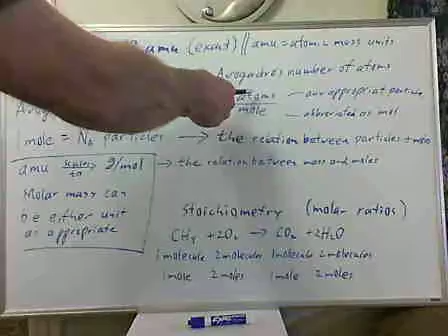 amu (exact) // amu = atomic mass units
Avogadros number of atoms
atoms — our appropriate particle
mole — abbreviated as mol
mole = N₀ particles → the relation between particles + moles
amu g/mol → the relation between mass and moles
Molar mass can
be either unit
as appropriate
Stoichiometry (molar ratios)
CH₄ + 2O₂ → CO₂ + 2H₂O
1 molecule 2 molecules 1 molecule 2 molecules
1 mole 2 moles 1 mole 2 moles
EXPO